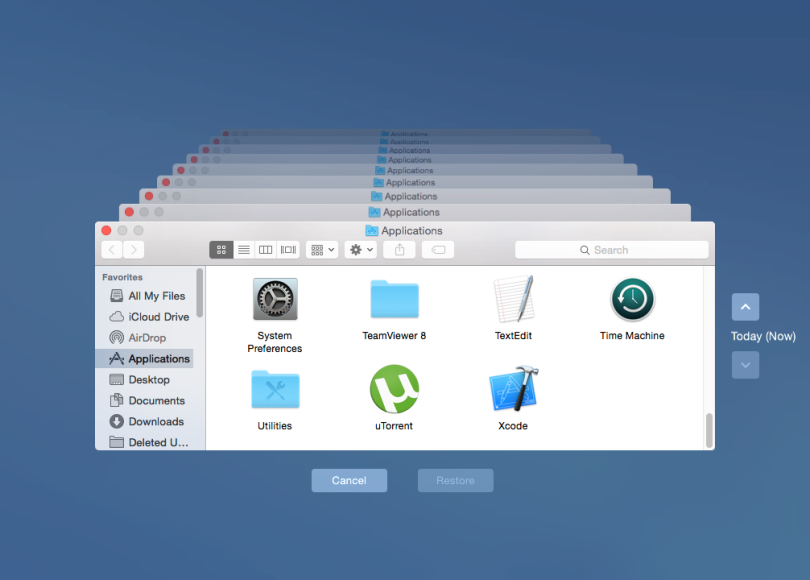 Applications
Applications
Applications
Applications
Applications
Applications
Applications
Applications
Applications
Search
Favorites
All My Files
iCloud Drive
AirDrop
Applications
Desktop
Documents
Downloads
Deleted U...
System
Preferences
TeamViewer 8
TextEdit
Time Machine
Utilities
uTorrent
Xcode
Today (Now)
Cancel
Restore